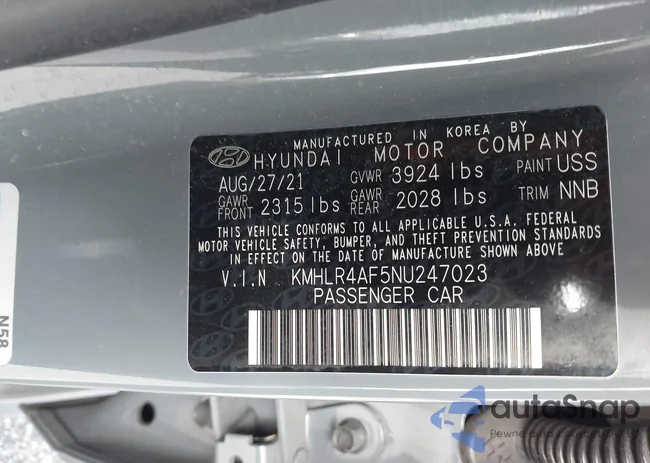 MANUFACTURED IN KOREA BY
HYUNDAI MOTOR COMPANY
AUG/27/21 GVWR 3924 lbs PAINT USS
GAWR FRONT 2315 lbs GAWR REAR 2028 lbs TRIM NNB
THIS VEHICLE CONFORMS TO ALL APPLICABLE U.S.A. FEDERAL
MOTOR VEHICLE SAFETY, BUMPER, AND THEFT PREVENTION STANDARDS
IN EFFECT ON THE DATE OF MANUFACTURE SHOWN ABOVE
V.I.N KMHLR4AF5NU247023
PASSENGER CAR
N58
autoSnap